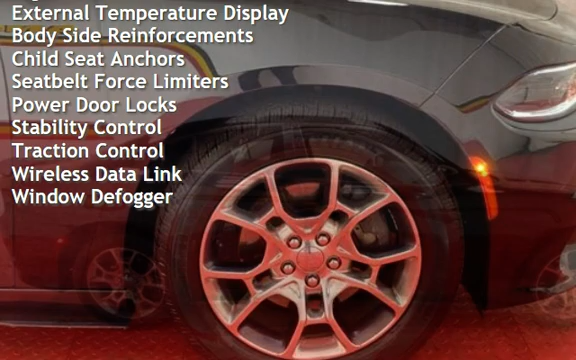 External Temperature Display
Body Side Reinforcements
Child Seat Anchors
Seatbelt Force Limiters
Power Door Locks
Stability Control
Traction Control
Wireless Data Link
Window Defogger